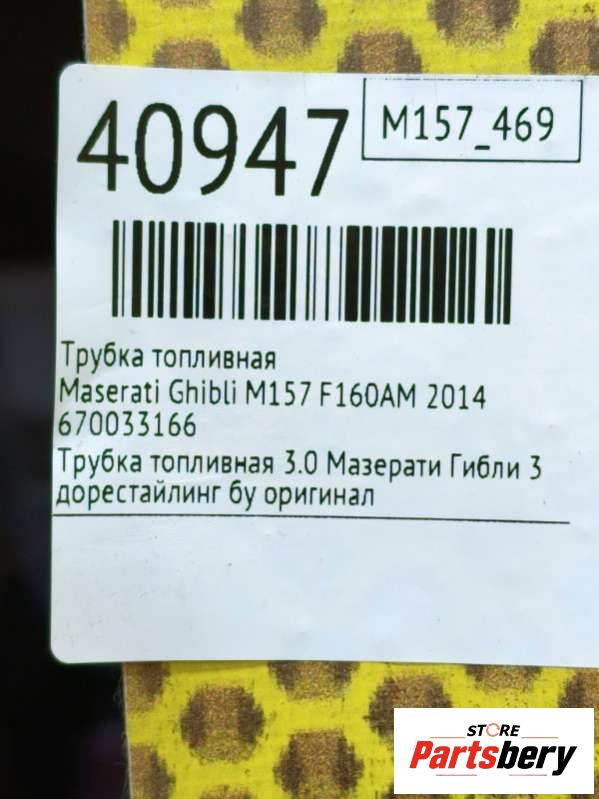 40947
M157_469
Трубка топливная
Maserati Ghibli M157 F160AM 2014
670033166
Трубка топливная 3.0 Мазерати Гибли 3
дорестайлинг бу оригинал
STORE
Partsbery